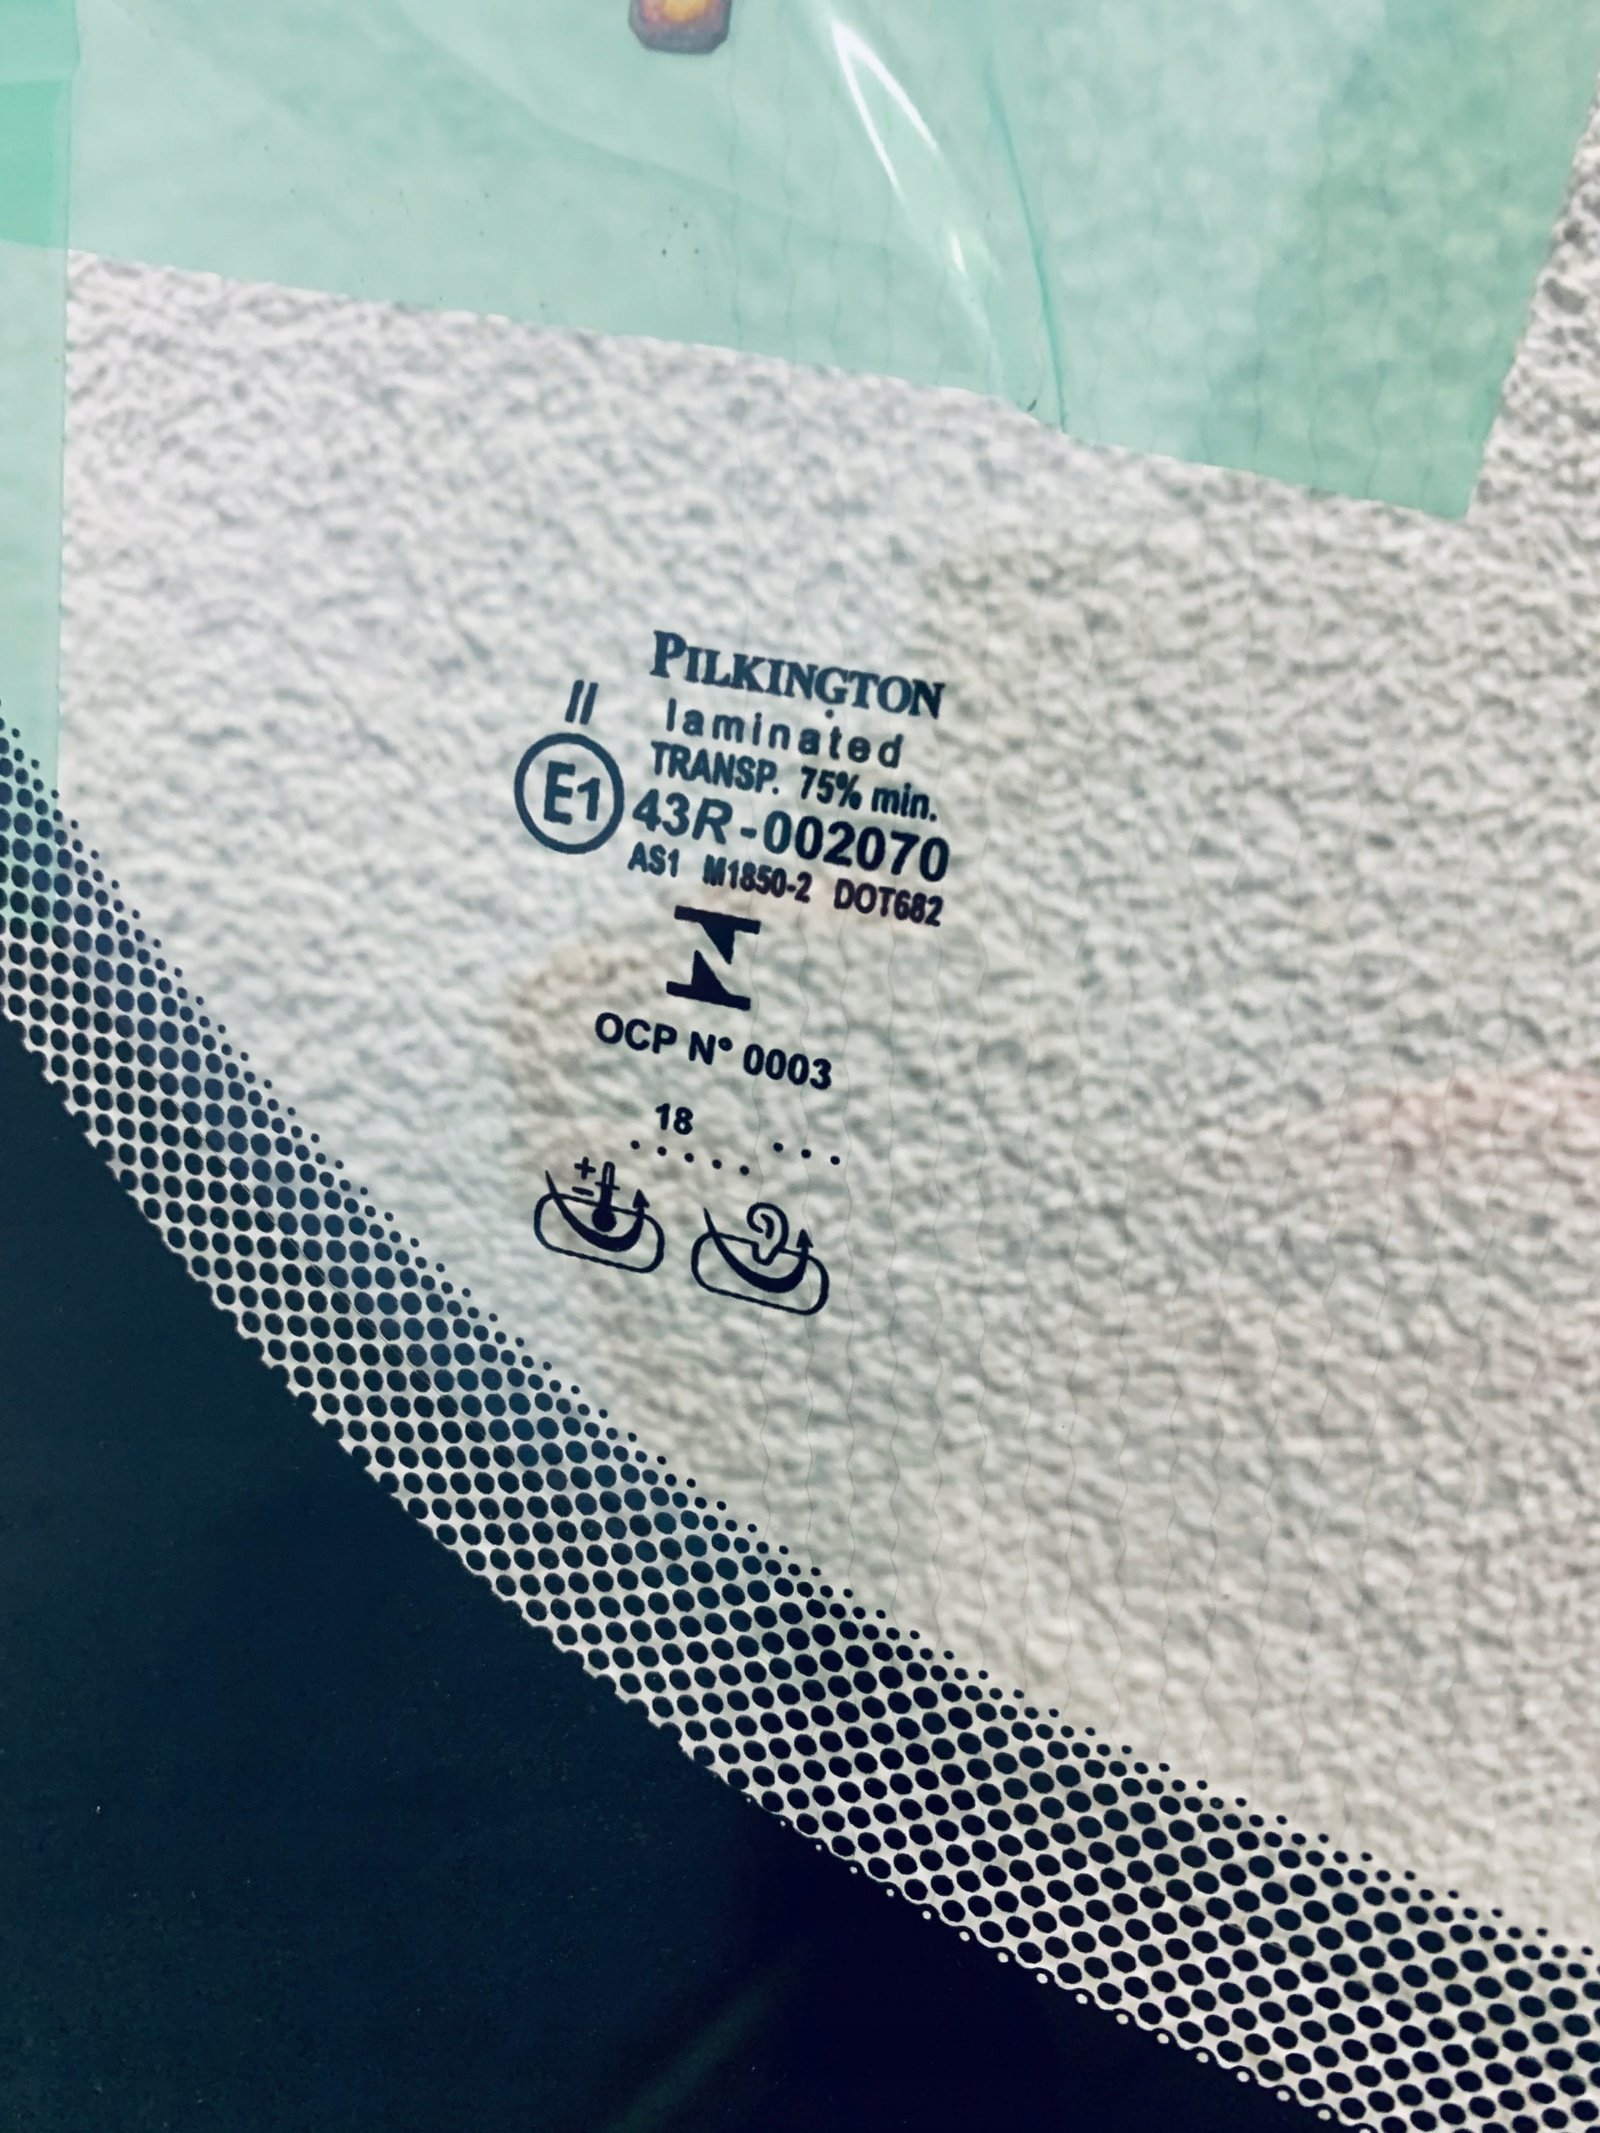 PILKINGTON
II laminated
TRANSP. 75% min.
E1 43R-002070
AS1 M1850-2 DOT682
OCP N° 0003
18
+
−